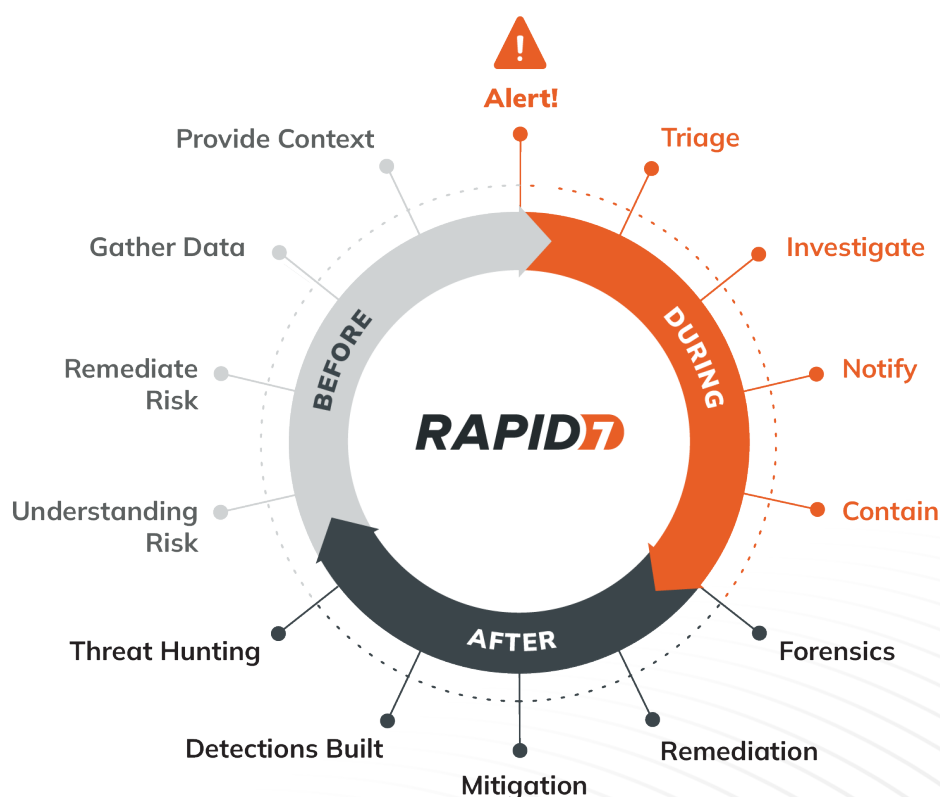 !
Alert!
Triage
Investigate
Notify
Contain
Forensics
Remediation
Mitigation
Detections Built
Threat Hunting
Understanding
Risk
Remediate
Risk
Gather Data
Provide Context
BEFORE
DURING
AFTER
RAPID7